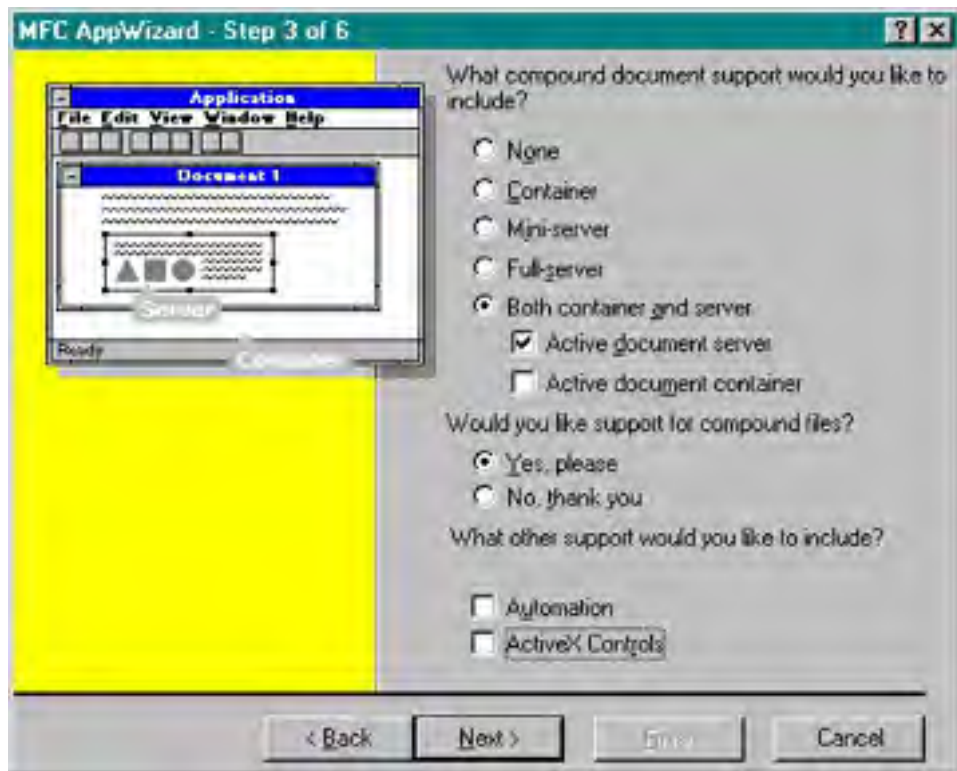 MFC AppWizard - Step 3 of 6
Application
File Edit View Window Help
Document 1
Server
Container
Ready
What compound document support would you like to
include?
None
Container
Mini-server
Full-server
Both container and server
Active document server
Active document container
Would you like support for compound files?
Yes, please
No, thank you
What other support would you like to include?
Automation
ActiveX Controls
< Back
Next >
Finish
Cancel